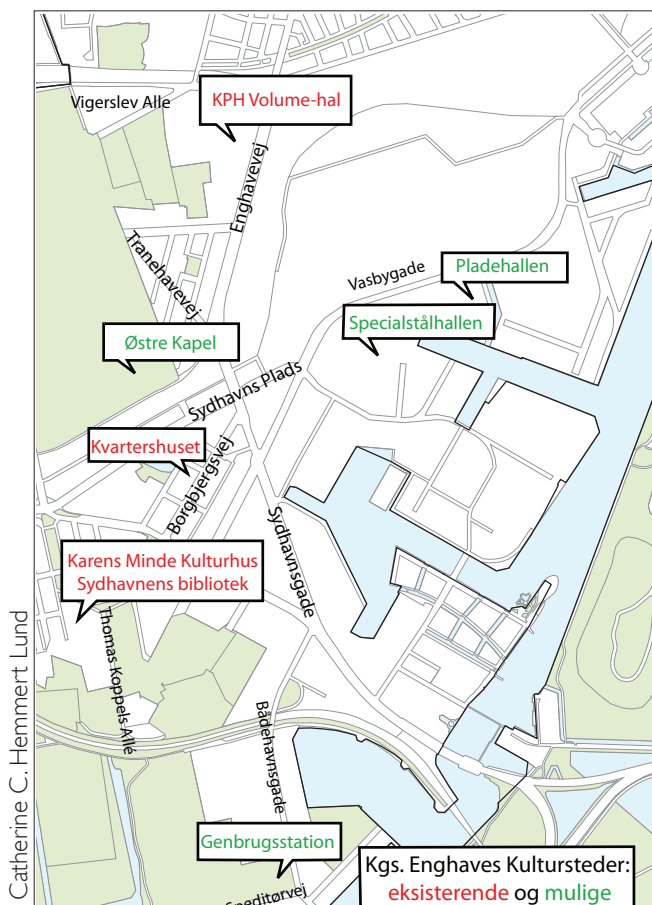 Vigerslev Alle
KPH Volume-hal
Enghavevej
Tranehavevej
Vasbygade
Pladehallen
Specialstålhallen
Østre Kapel
Sydhavns Plads
Kvartershuset
Borgbjergsvej
Sydhavnsgade
Karens Minde Kulturhus
Sydhavnens bibliotek
Thomas Koppels Allé
Bådehavnsgade
Genbrugsstation
Kgs. Enghaves Kultursteder:
eksisterende og mulige
Catherine C. Hemmert Lund